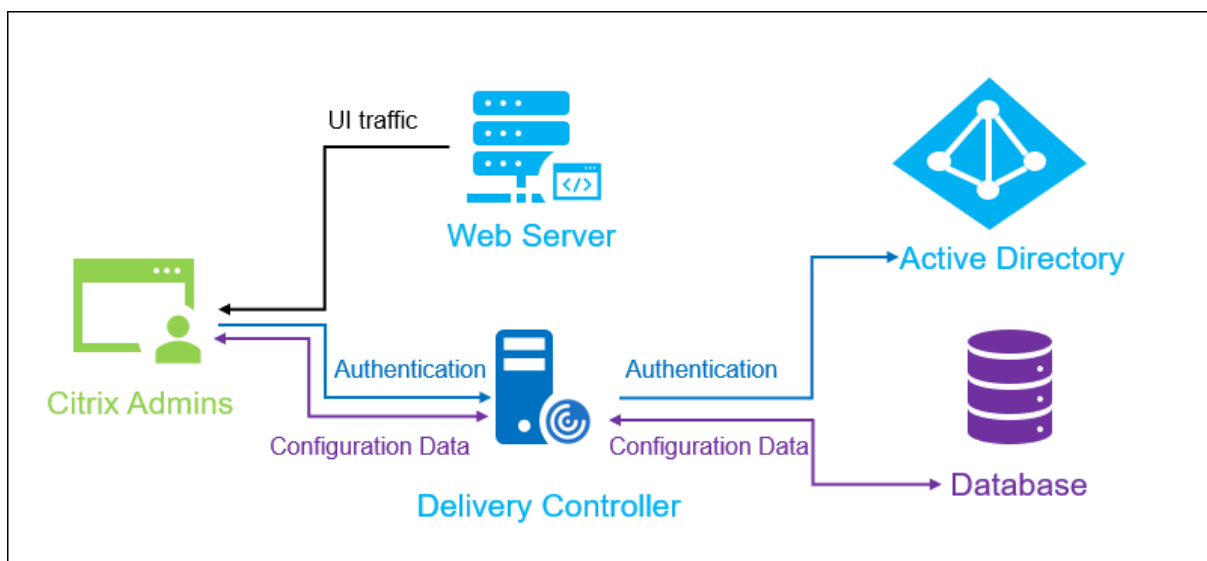 UI traffic
</>
Web Server
Active Directory
Citrix Admins
Authentication
Authentication
Configuration Data
Configuration Data
Delivery Controller
Database